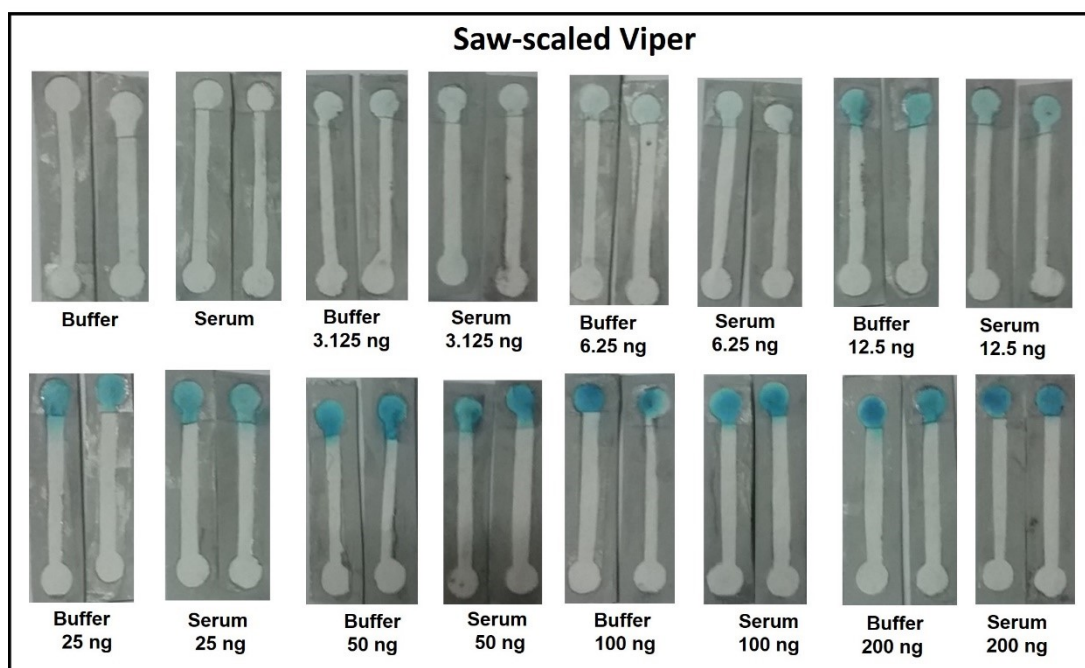 Saw-scaled Viper
Buffer
Serum
Buffer
3.125 ng
Serum
3.125 ng
Buffer
6.25 ng
Serum
6.25 ng
Buffer
12.5 ng
Serum
12.5 ng
Buffer
25 ng
Serum
25 ng
Buffer
50 ng
Serum
50 ng
Buffer
100 ng
Serum
100 ng
Buffer
200 ng
Serum
200 ng